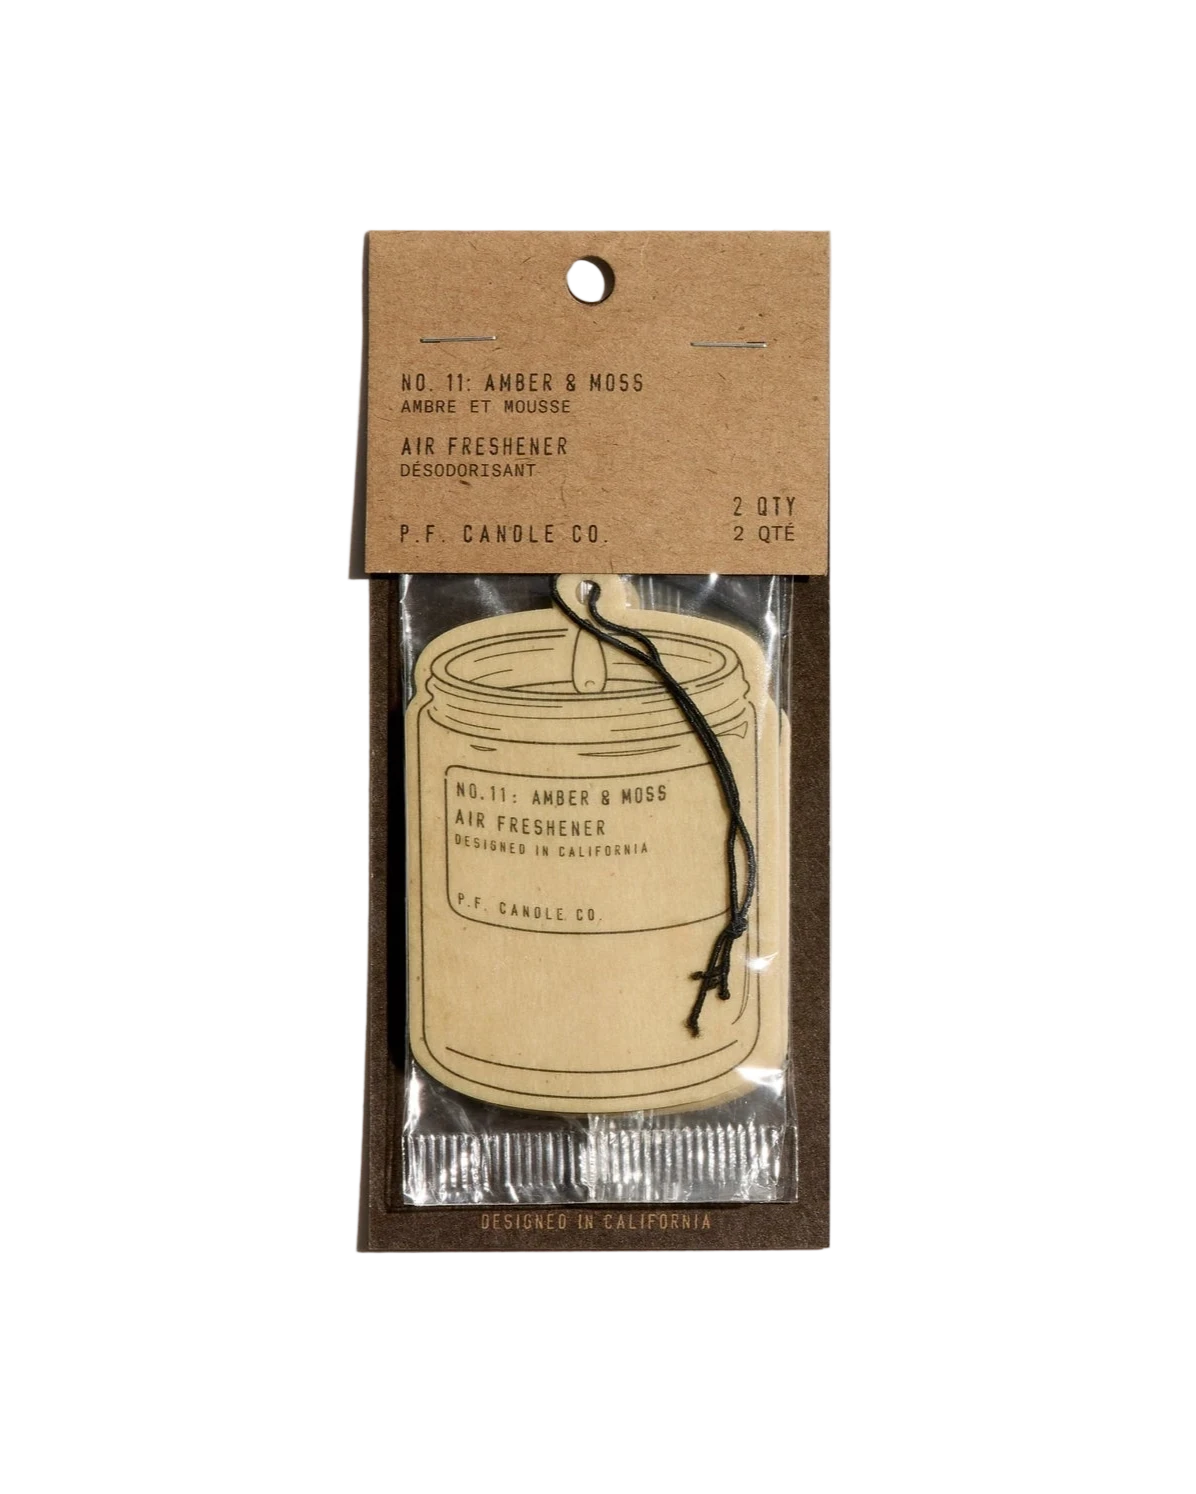 NO. 11: AMBER & MOSS
AMBRE ET MOUSSE
AIR FRESHENER
DÉSODORISANT
2 QTY
P.F. CANDLE CO.
2 QTÉ
NO.11: AMBER & MOSS
AIR FRESHENER
DESIGNED IN CALIFORNIA
P.F. CANDLE CO.
DESIGNED IN CALIFORNIA